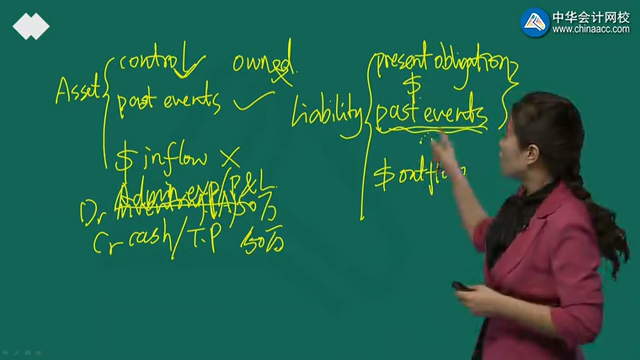 中华会计网校
www.chinaacc.com
Asset
control owned
past events
$ inflow
Admin exp/P&L
Dr
Cr cash/T.P 50万
Liability
present obligation
$
past events
$ outflow